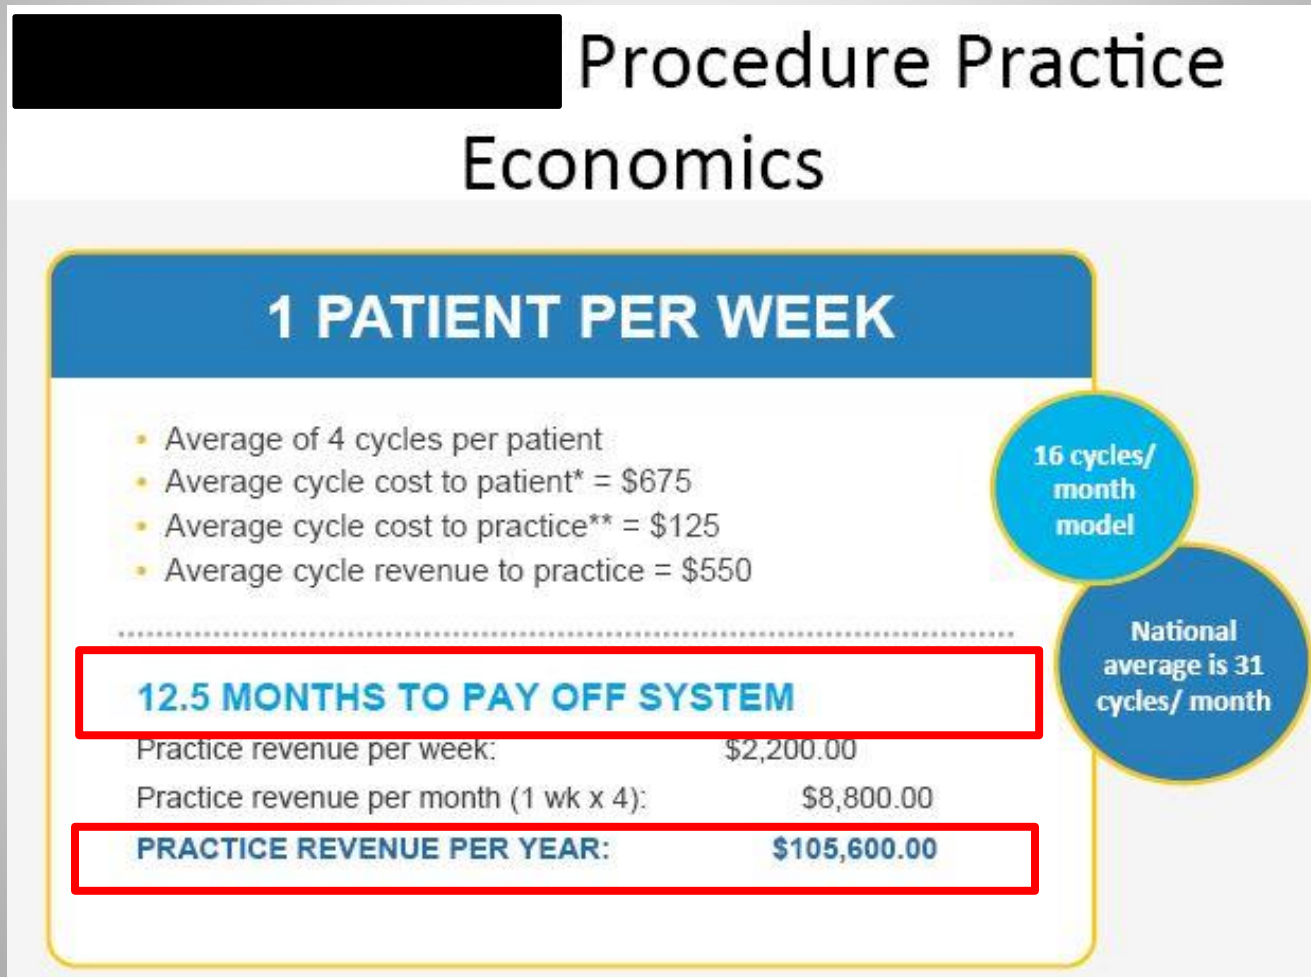 Procedure Practice
Economics
1 PATIENT PER WEEK
• Average of 4 cycles per patient
• Average cycle cost to patient* = $675
• Average cycle cost to practice** = $125
• Average cycle revenue to practice = $550
16 cycles/
month
model
National
average is 31
cycles/ month
12.5 MONTHS TO PAY OFF SYSTEM
Practice revenue per week: $2,200.00
Practice revenue per month (1 wk x 4): $8,800.00
PRACTICE REVENUE PER YEAR: $105,600.00